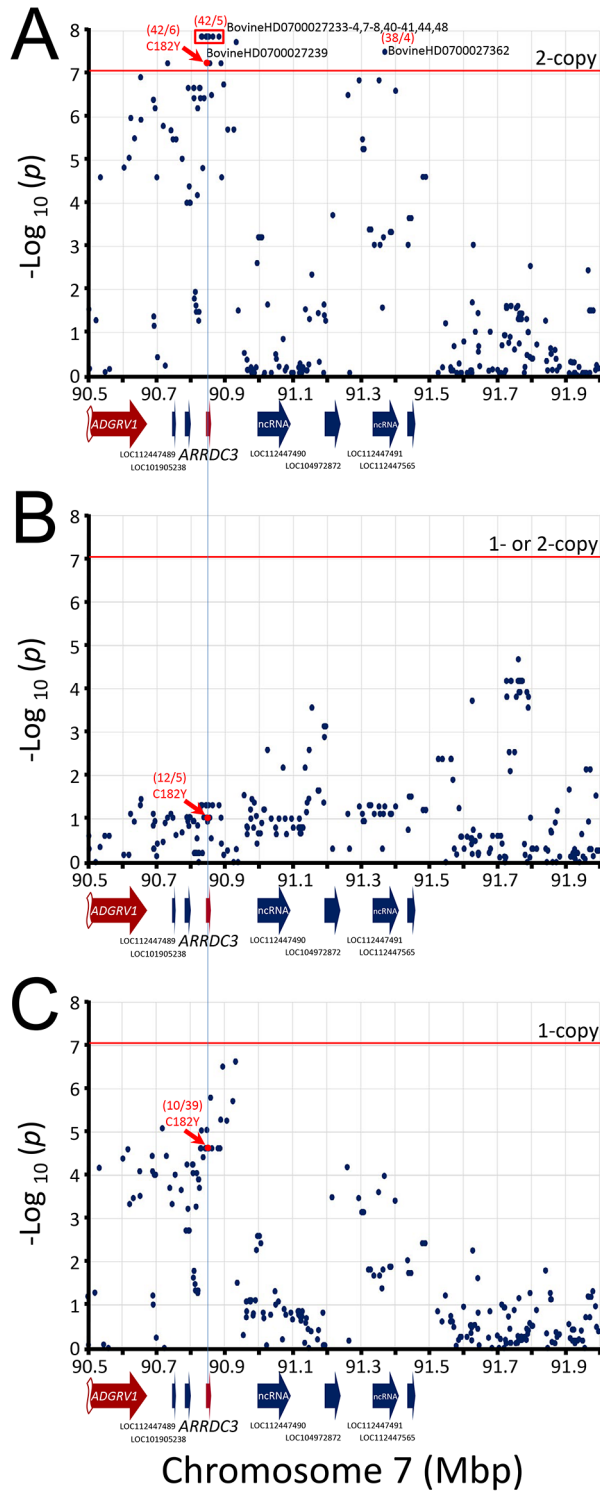 A
(42/6)
C182Y
(42/5)
BovineHD0700027233-4,7-8,40-41,44,48
(38/4)
BovineHD0700027239
BovineHD0700027362
2-copy
-Log 10 (p)
8
7
6
5
4
3
2
1
0
90.5 90.7 90.9 91.1 91.3 91.5 91.7 91.9
ADGRV1
ncRNA
ncRNA
LOC112447489
ARRDC3
LOC112447490
LOC112447491
LOC101905238
LOC104972872
LOC112447565
B
1- or 2-copy
-Log 10 (p)
8
7
6
5
4
3
2
1
0
(12/5)
C182Y
90.5 90.7 90.9 91.1 91.3 91.5 91.7 91.9
ADGRV1
ncRNA
ncRNA
LOC112447489
ARRDC3
LOC112447490
LOC112447491
LOC101905238
LOC104972872
LOC112447565
C
1-copy
-Log 10 (p)
8
7
6
5
4
3
2
1
0
(10/39)
C182Y
90.5 90.7 90.9 91.1 91.3 91.5 91.7 91.9
ADGRV1
ncRNA
ncRNA
LOC112447489
ARRDC3
LOC112447490
LOC112447491
LOC101905238
LOC104972872
LOC112447565
Chromosome 7 (Mbp)